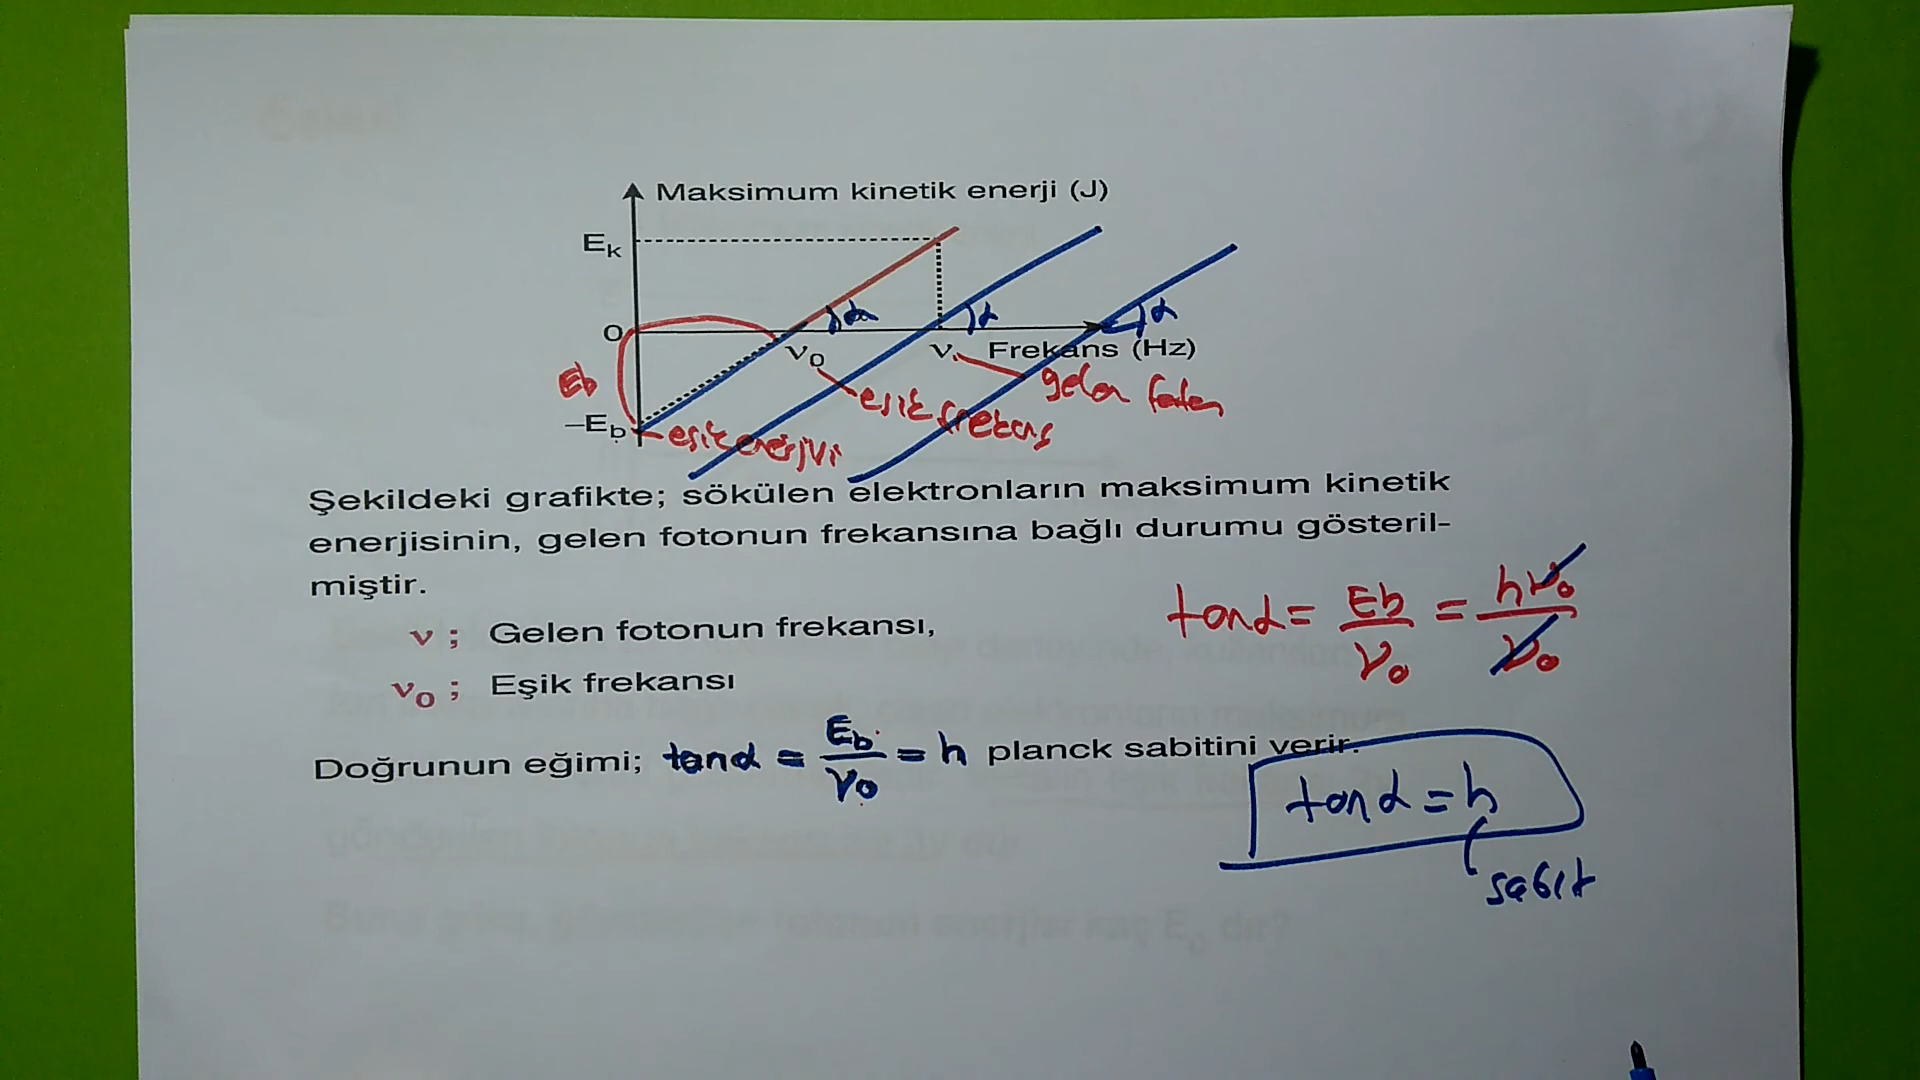 Maksimum kinetik enerji (J)
Ek
α α α
0
ν0 ν Frekans (Hz)
Eb
gelen foton
eşik frekans
–Eb
eşik enerjisi
Şekildeki grafikte; sökülen elektronların maksimum kinetik
enerjisinin, gelen fotonun frekansına bağlı durumu gösteril-
miştir.
ν ; Gelen fotonun frekansı,
ν0 ; Eşik frekansı
tanα = Eb/ν0 = hν0/ν0
Doğrunun eğimi; tanα = Eb/ν0 = h planck sabitini verir.
tanα = h
sabit